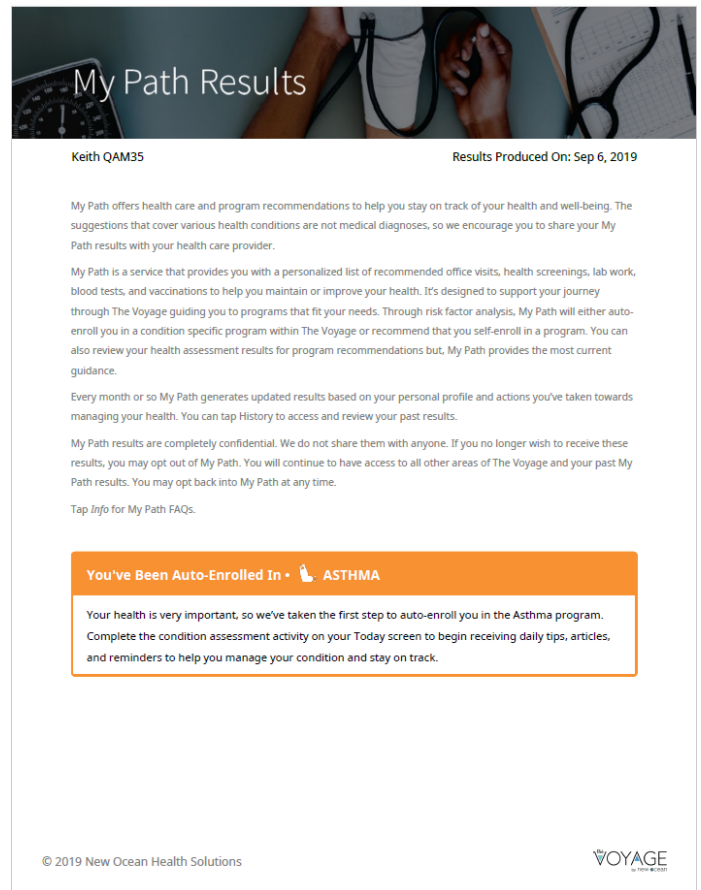 My Path Results
Keith QAM35 Results Produced On: Sep 6, 2019
My Path offers health care and program recommendations to help you stay on track of your health and well-being. The
suggestions that cover various health conditions are not medical diagnoses, so we encourage you to share your My
Path results with your health care provider.
My Path is a service that provides you with a personalized list of recommended office visits, health screenings, lab work,
blood tests, and vaccinations to help you maintain or improve your health. It's designed to support your journey
through The Voyage guiding you to programs that fit your needs. Through risk factor analysis, My Path will either auto-
enroll you in a condition specific program within The Voyage or recommend that you self-enroll in a program. You can
also review your health assessment results for program recommendations but, My Path provides the most current
guidance.
Every month or so My Path generates updated results based on your personal profile and actions you've taken towards
managing your health. You can tap History to access and review your past results.
My Path results are completely confidential. We do not share them with anyone. If you no longer wish to receive these
results, you may opt out of My Path. You will continue to have access to all other areas of The Voyage and your past My
Path results. You may opt back into My Path at any time.
Tap Info for My Path FAQs.
You've Been Auto-Enrolled In • ASTHMA
Your health is very important, so we've taken the first step to auto-enroll you in the Asthma program.
Complete the condition assessment activity on your Today screen to begin receiving daily tips, articles,
and reminders to help you manage your condition and stay on track.
© 2019 New Ocean Health Solutions
the VOYAGE
by new ocean